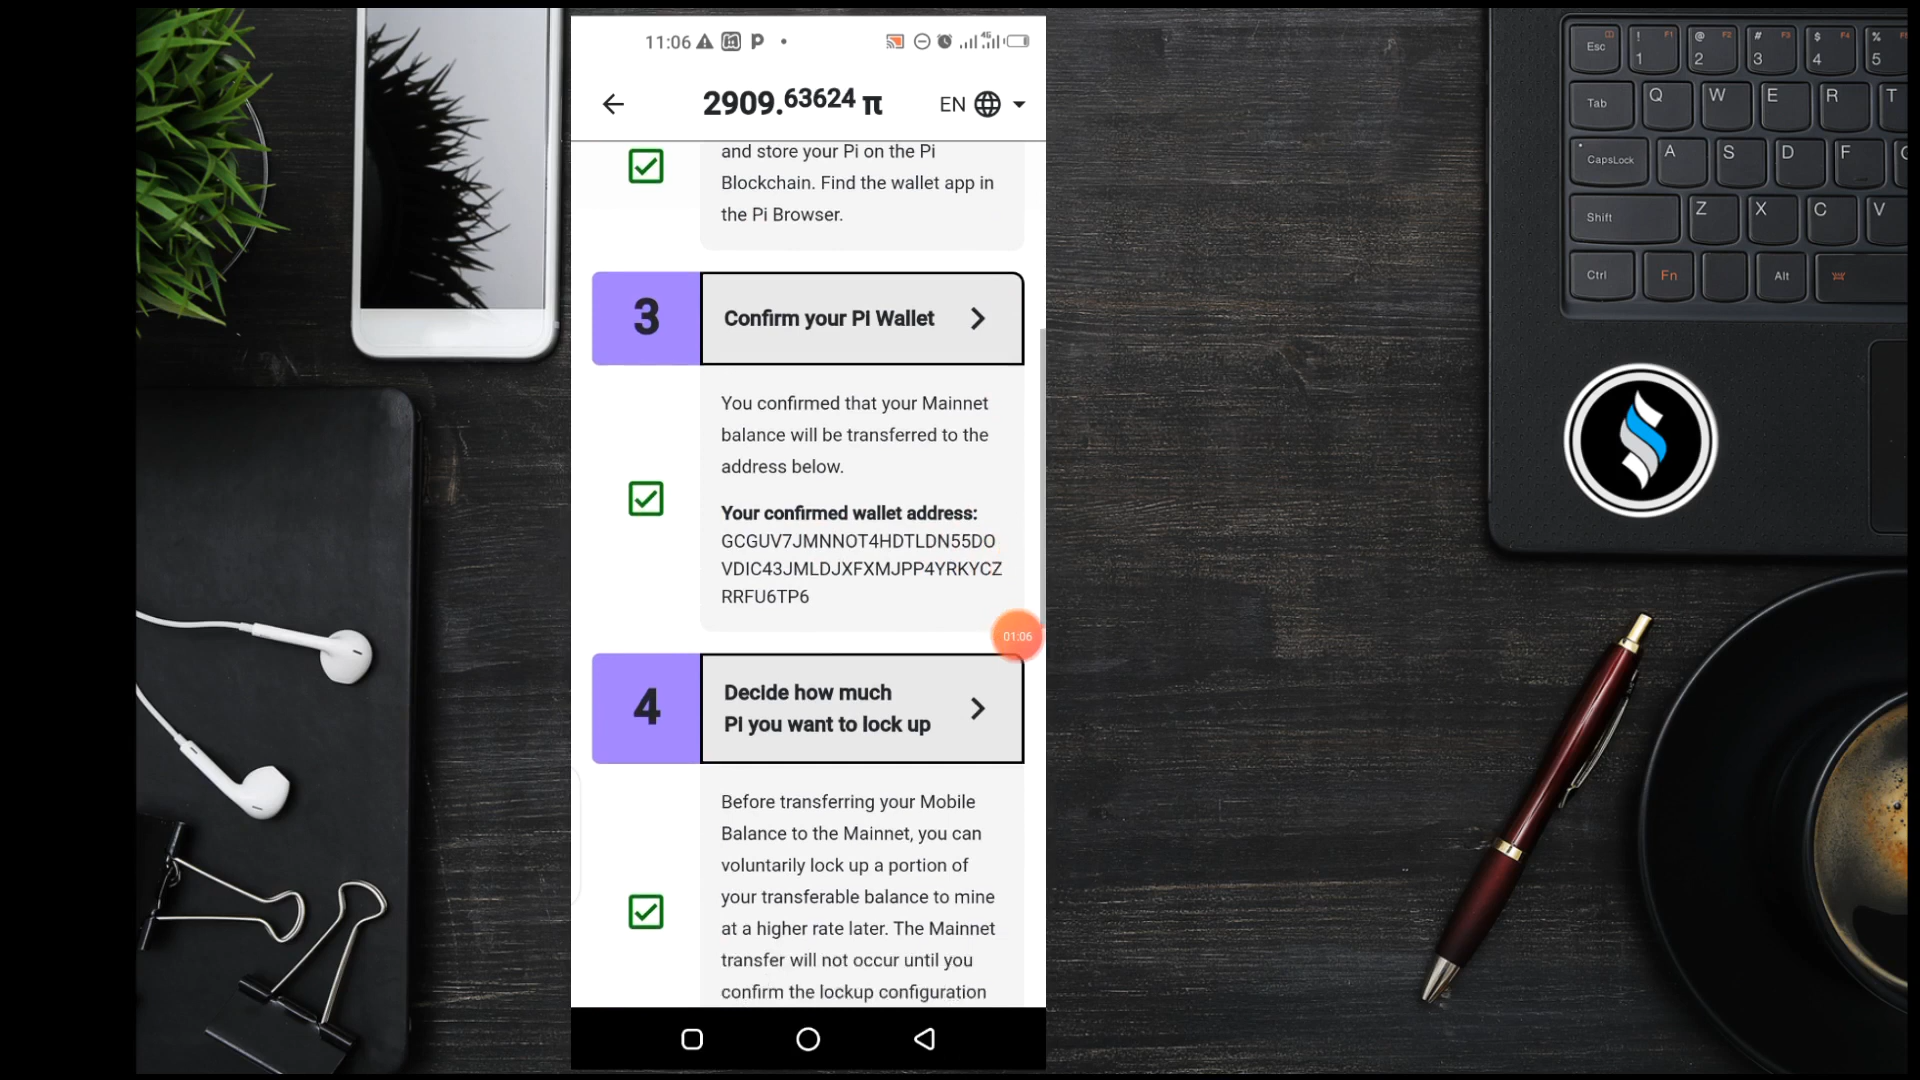 11:06
P
2909.63624 π
EN
and store your Pi on the Pi
Blockchain. Find the wallet app in
the Pi Browser.
3
Confirm your PI Wallet
You confirmed that your Mainnet
balance will be transferred to the
address below.
Your confirmed wallet address:
GCGUV7JMNNOT4HDTLDN55DO
VDIC43JMLDJXFXMJPP4YRKYCZ
RRFU6TP6
01:06
4
Decide how much
PI you want to lock up
Before transferring your Mobile
Balance to the Mainnet, you can
voluntarily lock up a portion of
your transferable balance to mine
at a higher rate later. The Mainnet
transfer will not occur until you
confirm the lockup configuration
Esc
! 1 F1
@ 2 F2
# 3 F3
$ 4 F4
% 5
Tab
Q
W
E
R
T
CapsLock
A
S
D
F
Shift
Z
X
C
V
Ctrl
Fn
Alt